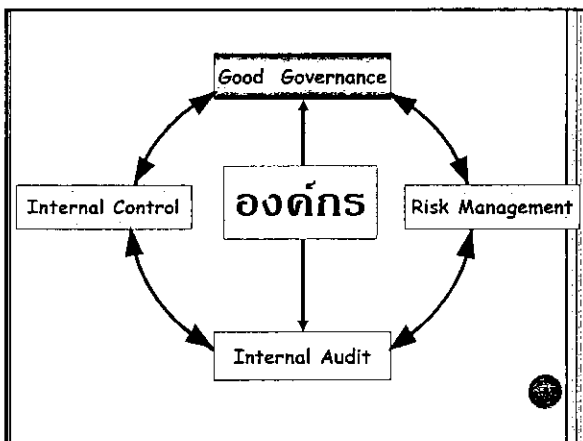 Good Governance
Internal Control
องค์กร
Risk Management
Internal Audit